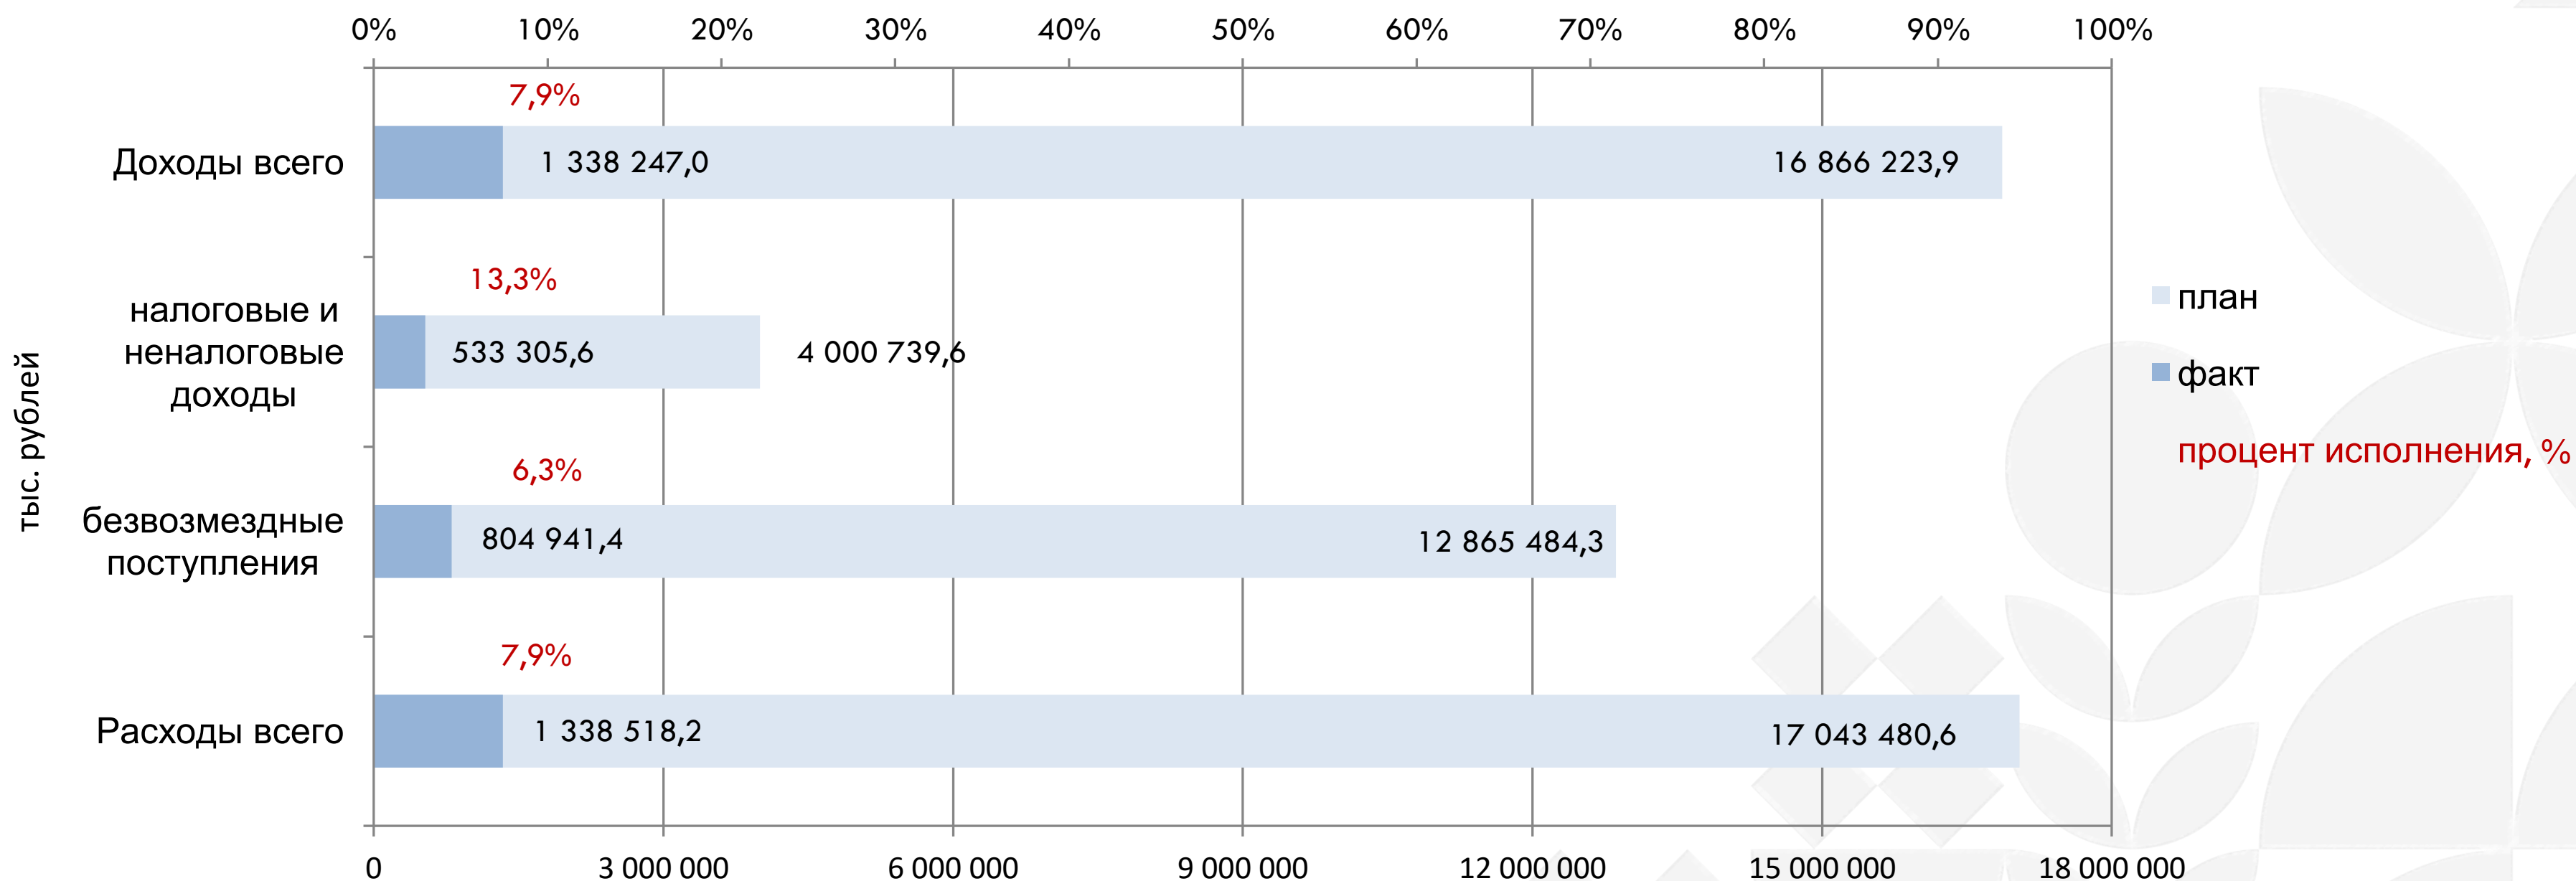 0% 10% 20% 30% 40% 50% 60% 70% 80% 90% 100%
7,9%
Доходы всего 1 338 247,0 16 866 223,9
13,3%
налоговые и
неналоговые
доходы
533 305,6 4 000 739,6
6,3%
безвозмездные
поступления
804 941,4 12 865 484,3
7,9%
Расходы всего 1 338 518,2 17 043 480,6
0 3 000 000 6 000 000 9 000 000 12 000 000 15 000 000 18 000 000
тыс. рублей
план
факт
процент исполнения, %